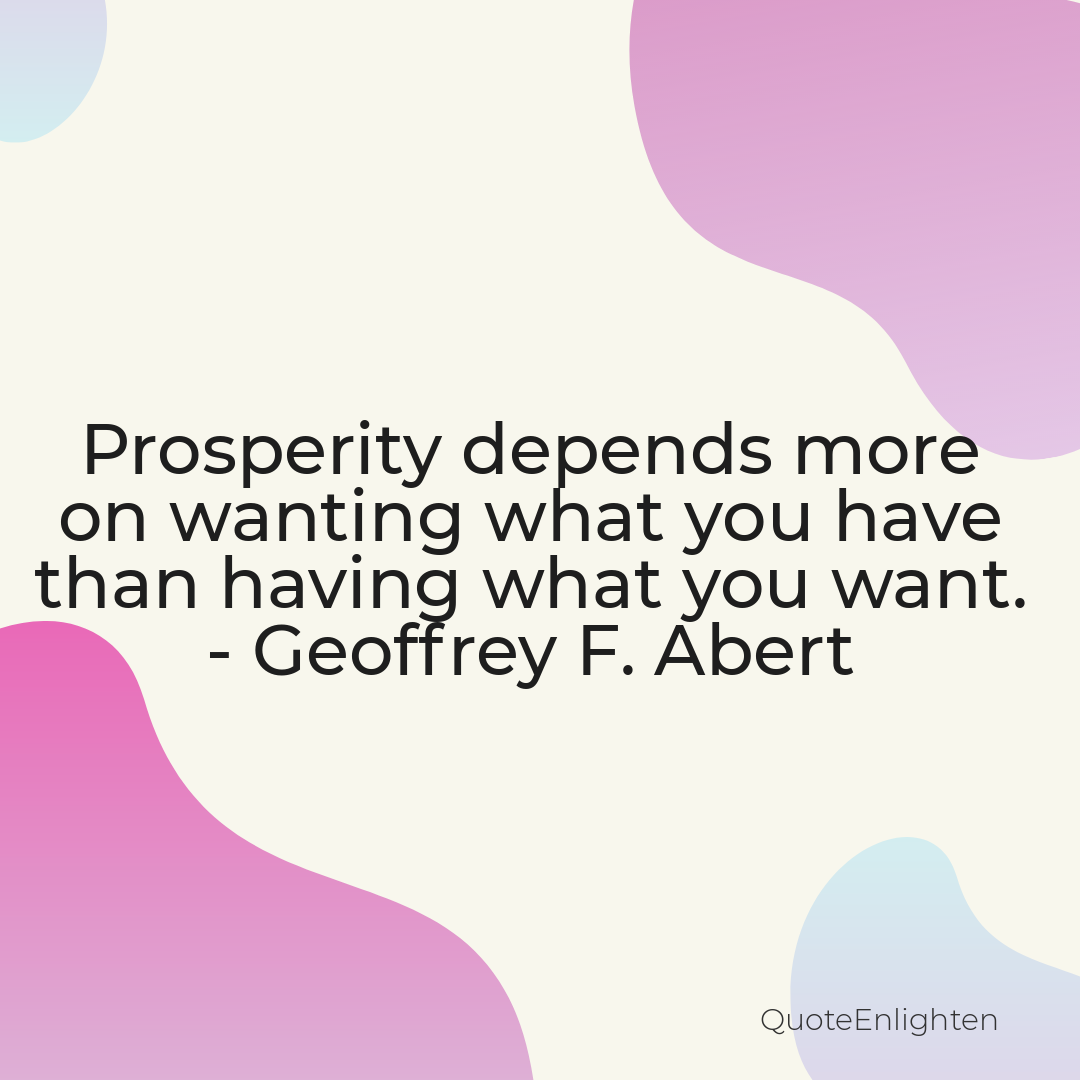 Prosperity depends more
on wanting what you have
than having what you want.
- Geoffrey F. Abert
QuoteEnlighten